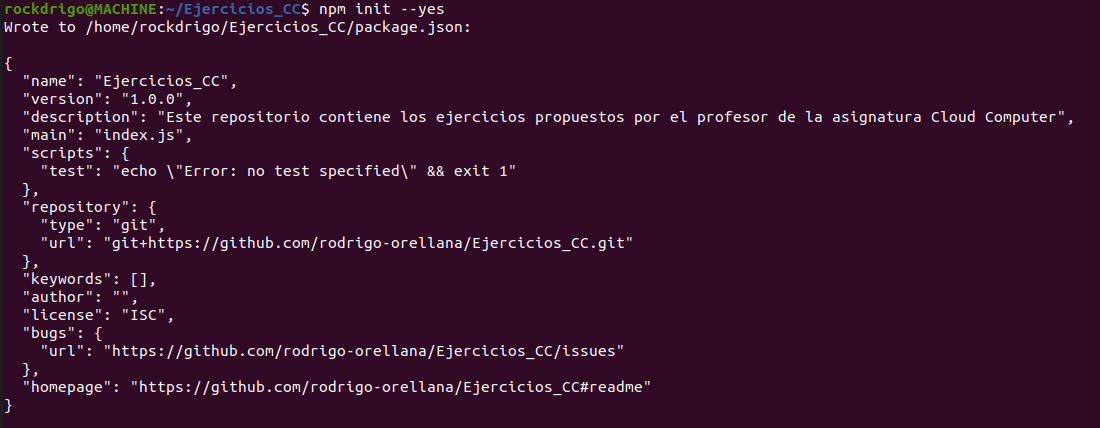 rockdrigo@MACHINE:~/Ejercicios_CC$ npm init --yes
Wrote to /home/rockdrigo/Ejercicios_CC/package.json:

{
  "name": "Ejercicios_CC",
  "version": "1.0.0",
  "description": "Este repositorio contiene los ejercicios propuestos por el profesor de la asignatura Cloud Computer",
  "main": "index.js",
  "scripts": {
    "test": "echo \"Error: no test specified\" && exit 1"
  },
  "repository": {
    "type": "git",
    "url": "git+https://github.com/rodrigo-orellana/Ejercicios_CC.git"
  },
  "keywords": [],
  "author": "",
  "license": "ISC",
  "bugs": {
    "url": "https://github.com/rodrigo-orellana/Ejercicios_CC/issues"
  },
  "homepage": "https://github.com/rodrigo-orellana/Ejercicios_CC#readme"
}